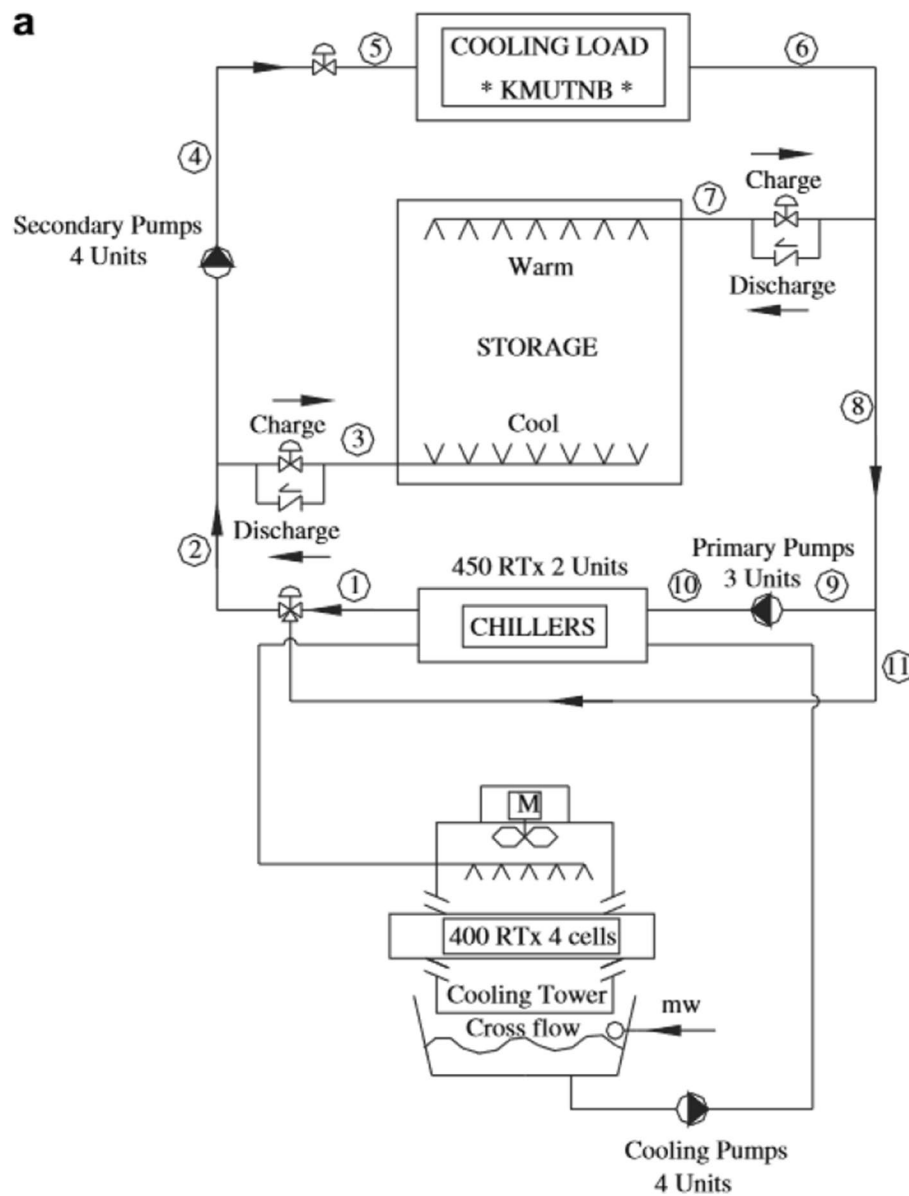 a
5
COOLING LOAD
* KMUTNB *
6
4
Charge
7
Secondary Pumps
4 Units
Warm
Discharge
STORAGE
8
Charge
3
Cool
Discharge
2
Primary Pumps
3 Units
450 RTx 2 Units
1
10
9
CHILLERS
11
M
400 RTx 4 cells
Cooling Tower
Cross flow
mw
Cooling Pumps
4 Units